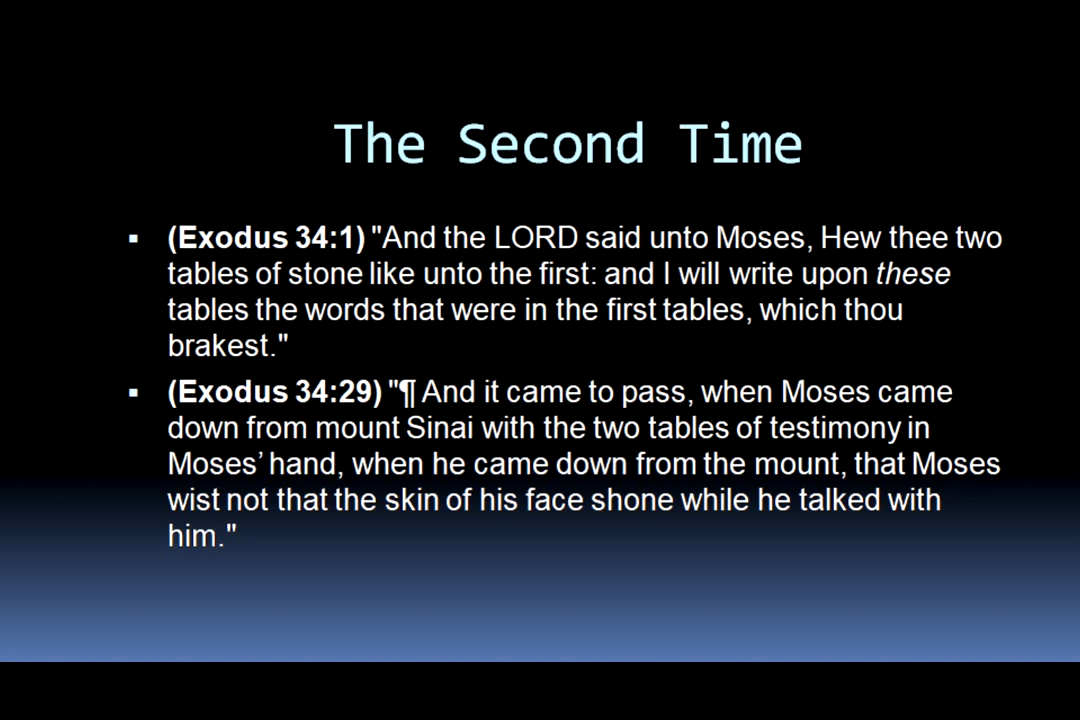 The Second Time
▪ (Exodus 34:1) "And the LORD said unto Moses, Hew thee two
tables of stone like unto the first: and I will write upon these
tables the words that were in the first tables, which thou
brakest."
▪ (Exodus 34:29) "¶ And it came to pass, when Moses came
down from mount Sinai with the two tables of testimony in
Moses’ hand, when he came down from the mount, that Moses
wist not that the skin of his face shone while he talked with
him."